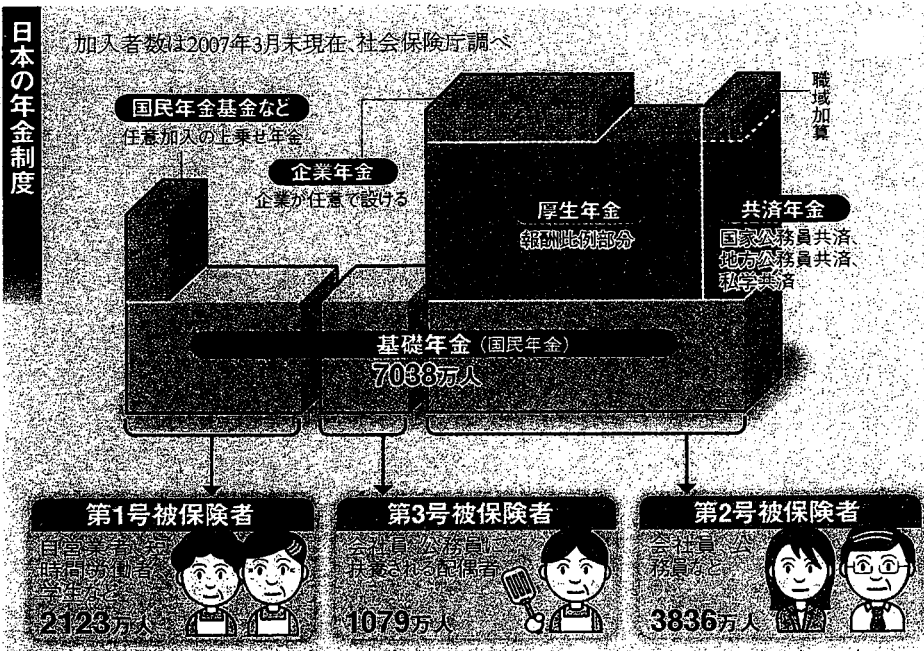 日本の年金制度
加入者数は2007年3月末現在、社会保険庁調べ
国民年金基金など
任意加入の上乗せ年金
企業年金
企業が任意で設ける
職域加算
厚生年金
報酬比例部分
共済年金
国家公務員共済、
地方公務員共済、
私学共済
基礎年金(国民年金)
7038万人
第1号被保険者
自営業者、短
時間労働者、
学生など
2123万人
第3号被保険者
会社員、公務員に
扶養される配偶者
1079万人
第2号被保険者
会社員、公
務員など
3836万人